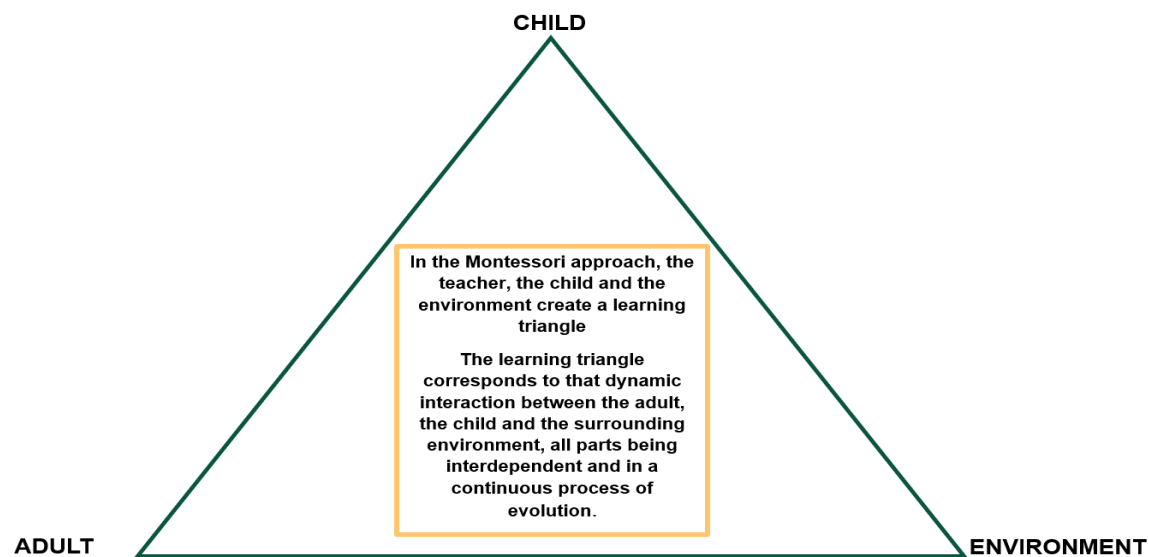 CHILD
In the Montessori approach, the
teacher, the child and the
environment create a learning
triangle
The learning triangle
corresponds to that dynamic
interaction between the adult,
the child and the surrounding
environment, all parts being
interdependent and in a
continuous process of
evolution.
ADULT
ENVIRONMENT